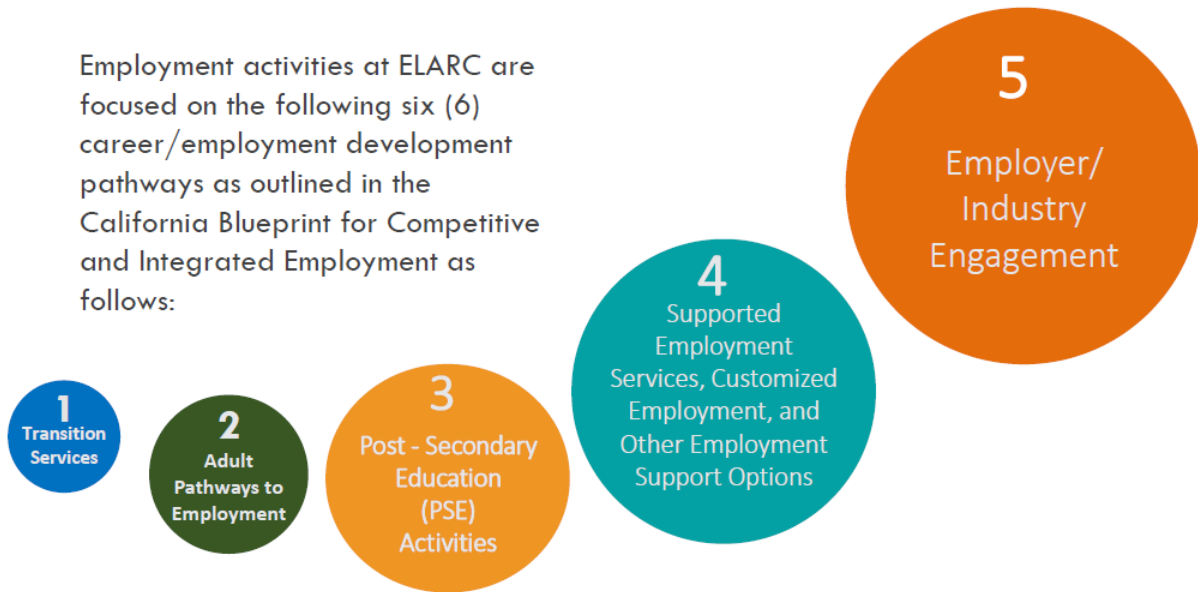 Employment activities at ELARC are
focused on the following six (6)
career/employment development
pathways as outlined in the
California Blueprint for Competitive
and Integrated Employment as
follows:
1
Transition
Services
2
Adult
Pathways to
Employment
3
Post - Secondary
Education
(PSE)
Activities
4
Supported
Employment
Services, Customized
Employment, and
Other Employment
Support Options
5
Employer/
Industry
Engagement